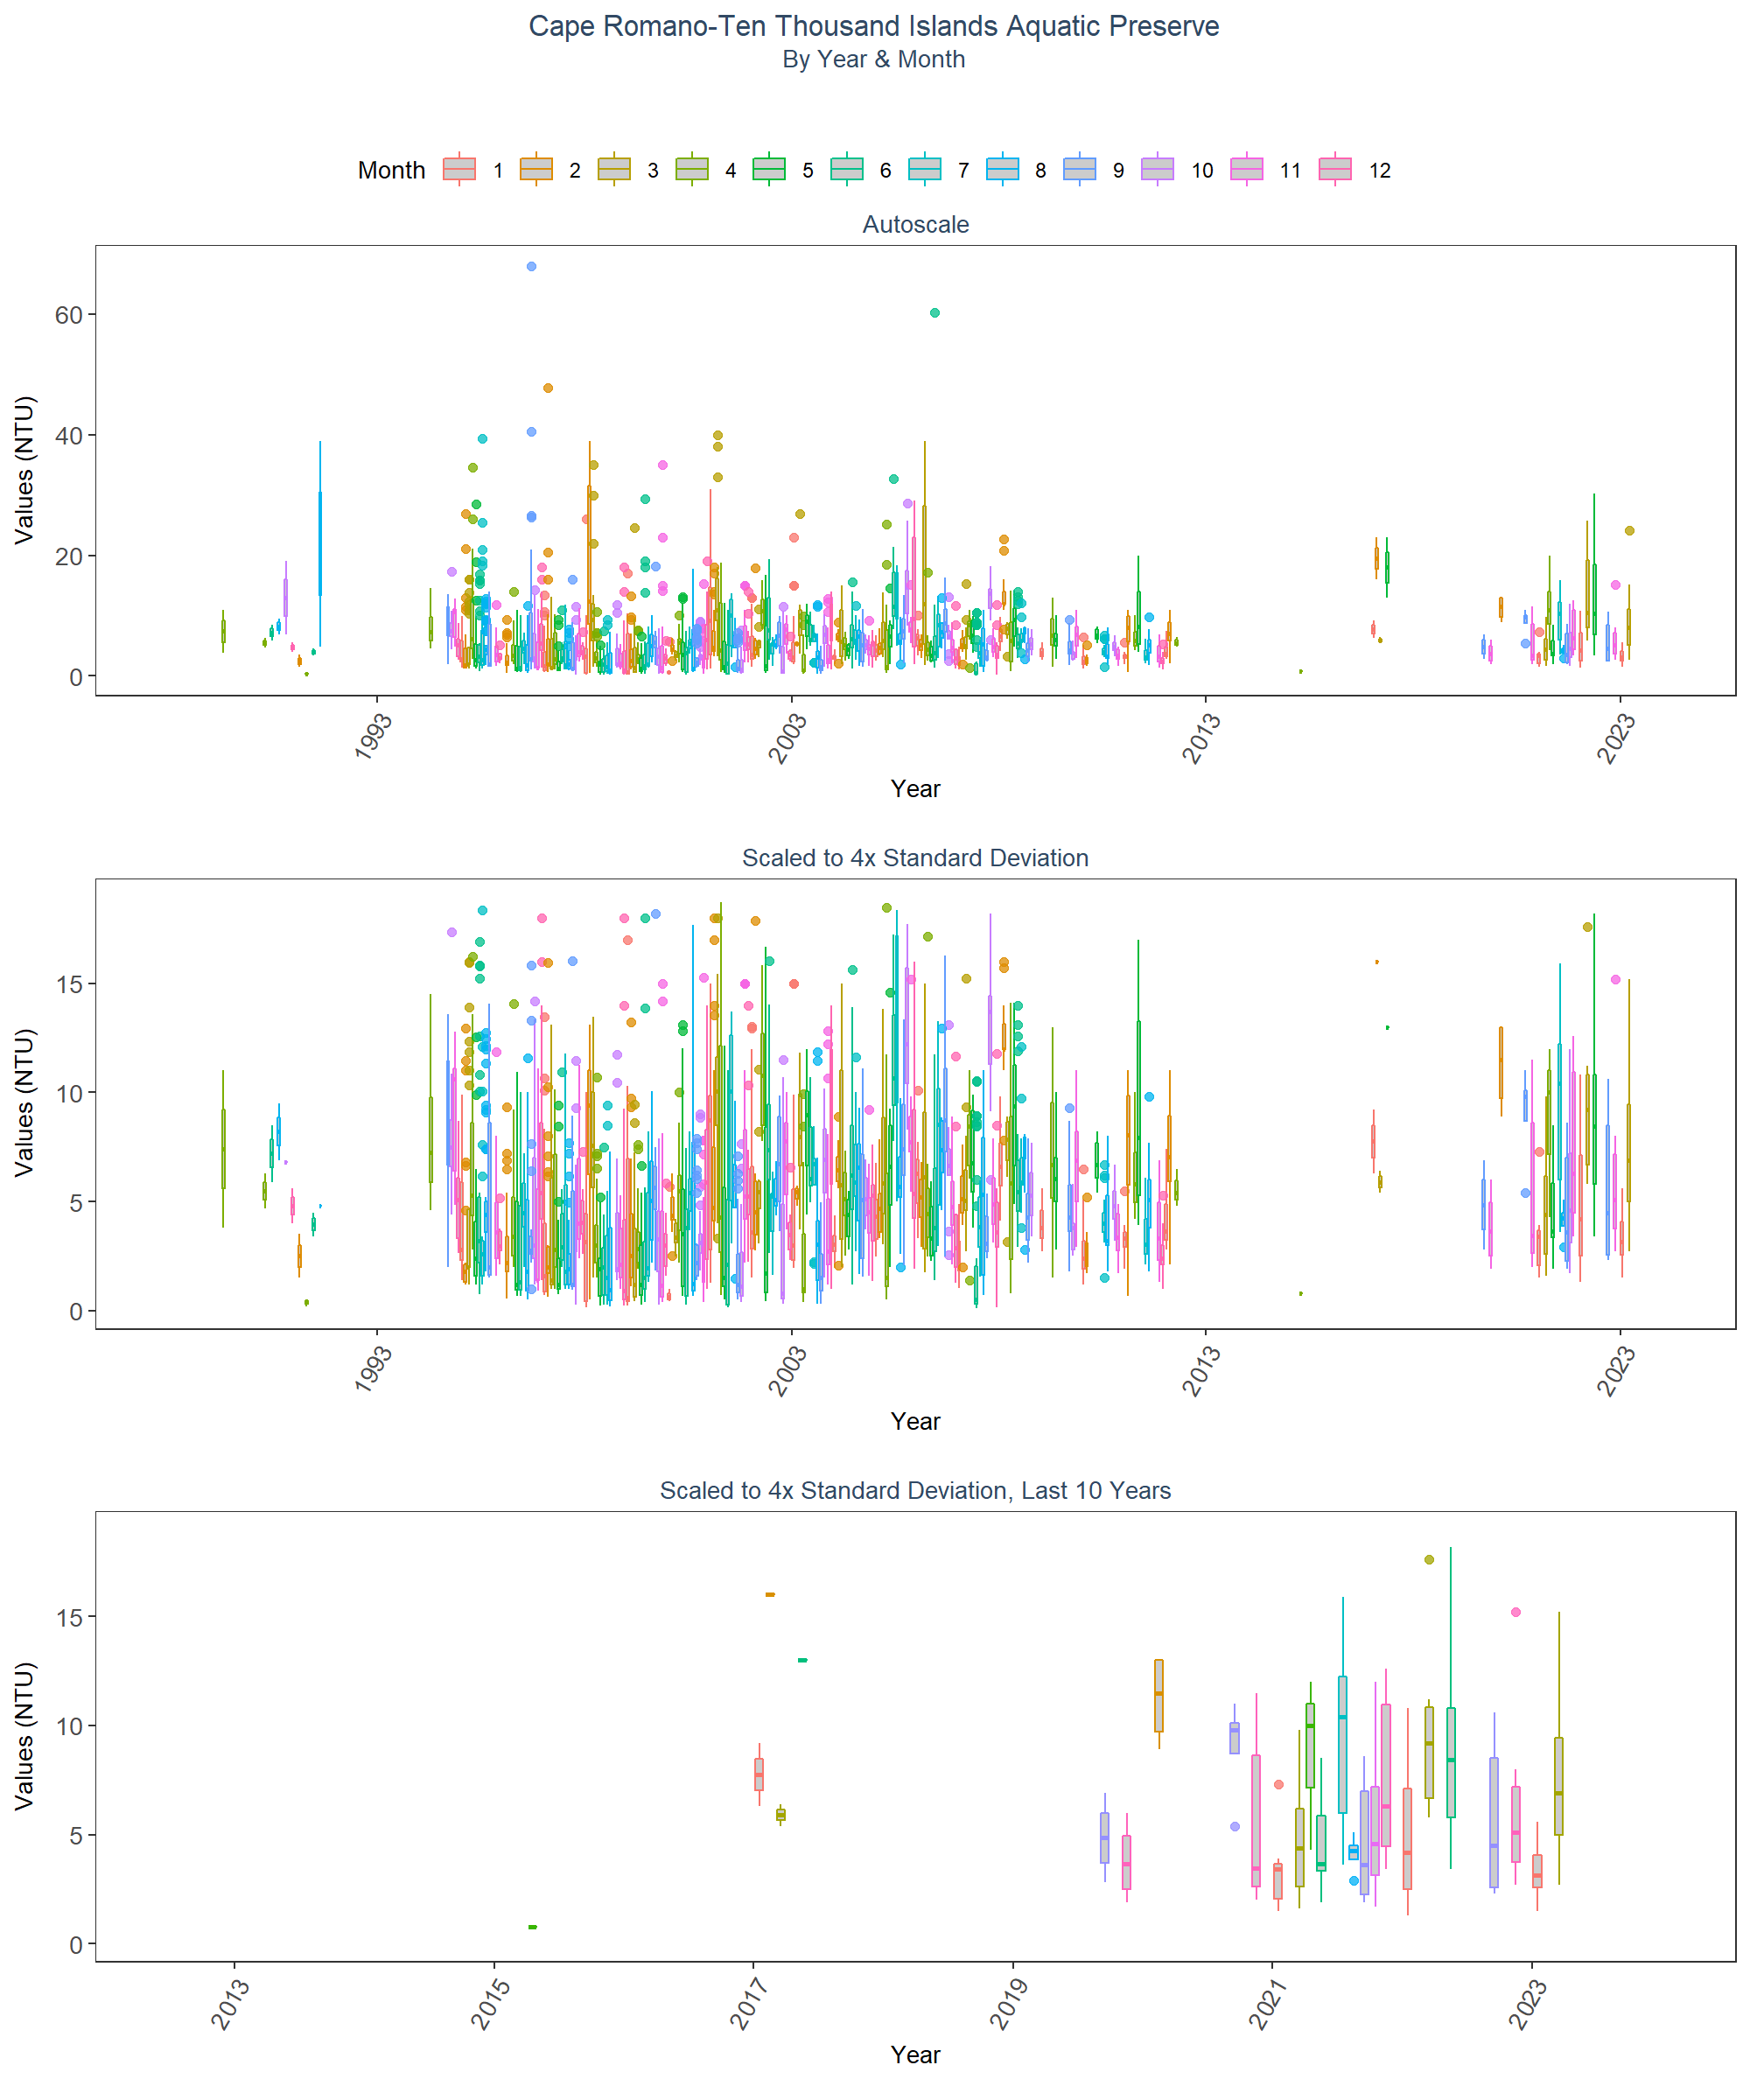 Cape Romano-Ten Thousand Islands Aquatic Preserve
By Year & Month
Month 1 2 3 4 5 6 7 8 9 10 11 12
Autoscale
Values (NTU)
60
40
20
0
1993 2003 2013 2023
Year
Scaled to 4x Standard Deviation
Values (NTU)
15
10
5
0
1993 2003 2013 2023
Year
Scaled to 4x Standard Deviation, Last 10 Years
Values (NTU)
15
10
5
0
2013 2015 2017 2019 2021 2023
Year